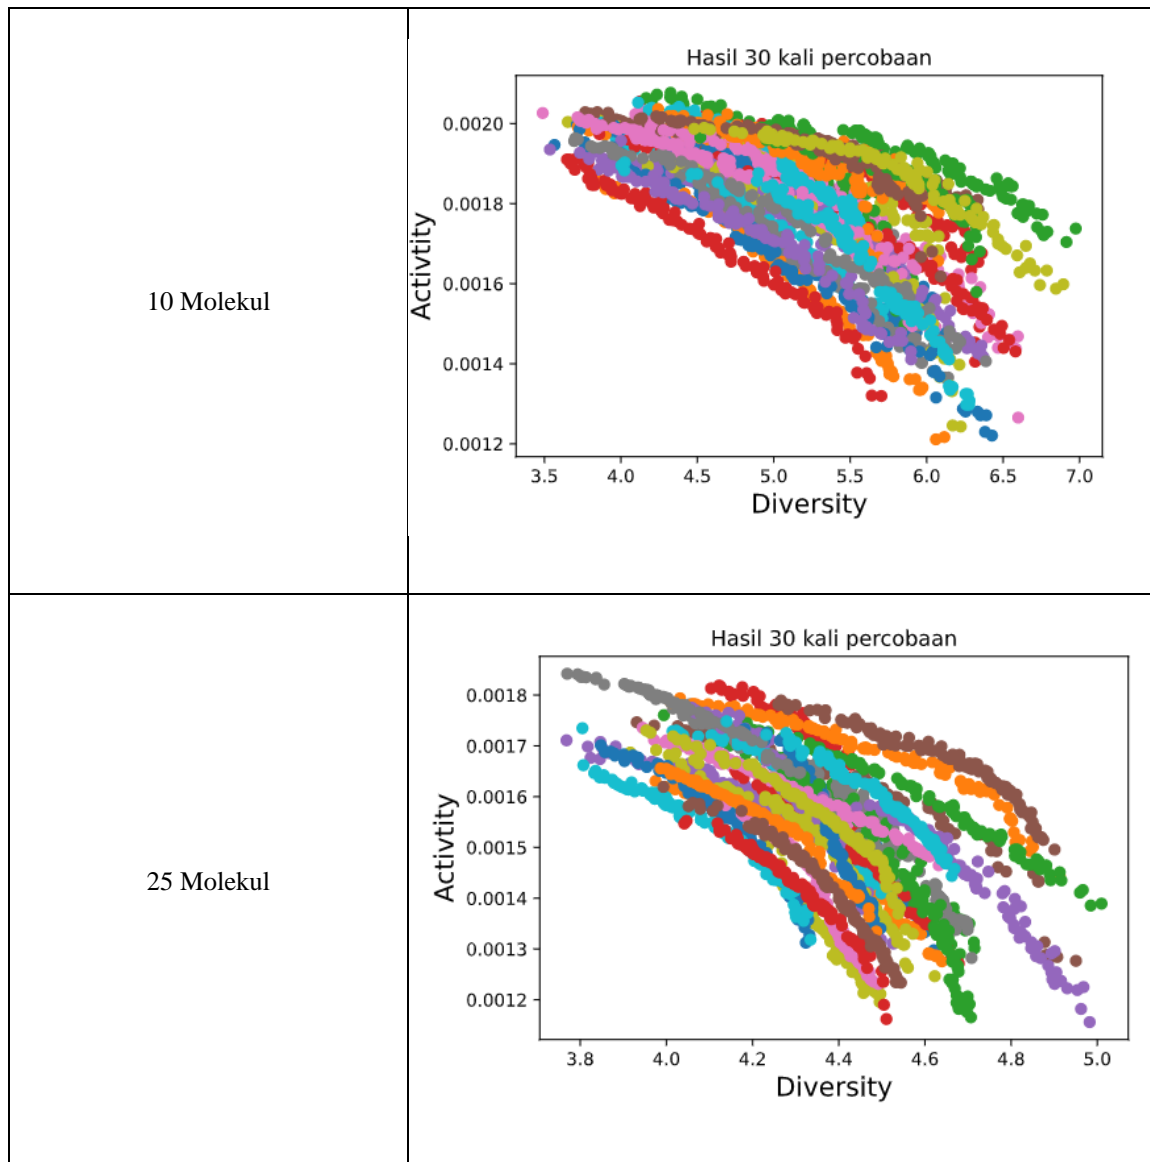 10 Molekul
Hasil 30 kali percobaan
Activtity
0.0020
0.0018
0.0016
0.0014
0.0012
3.5 4.0 4.5 5.0 5.5 6.0 6.5 7.0
Diversity
25 Molekul
Hasil 30 kali percobaan
Activtity
0.0018
0.0017
0.0016
0.0015
0.0014
0.0013
0.0012
3.8 4.0 4.2 4.4 4.6 4.8 5.0
Diversity